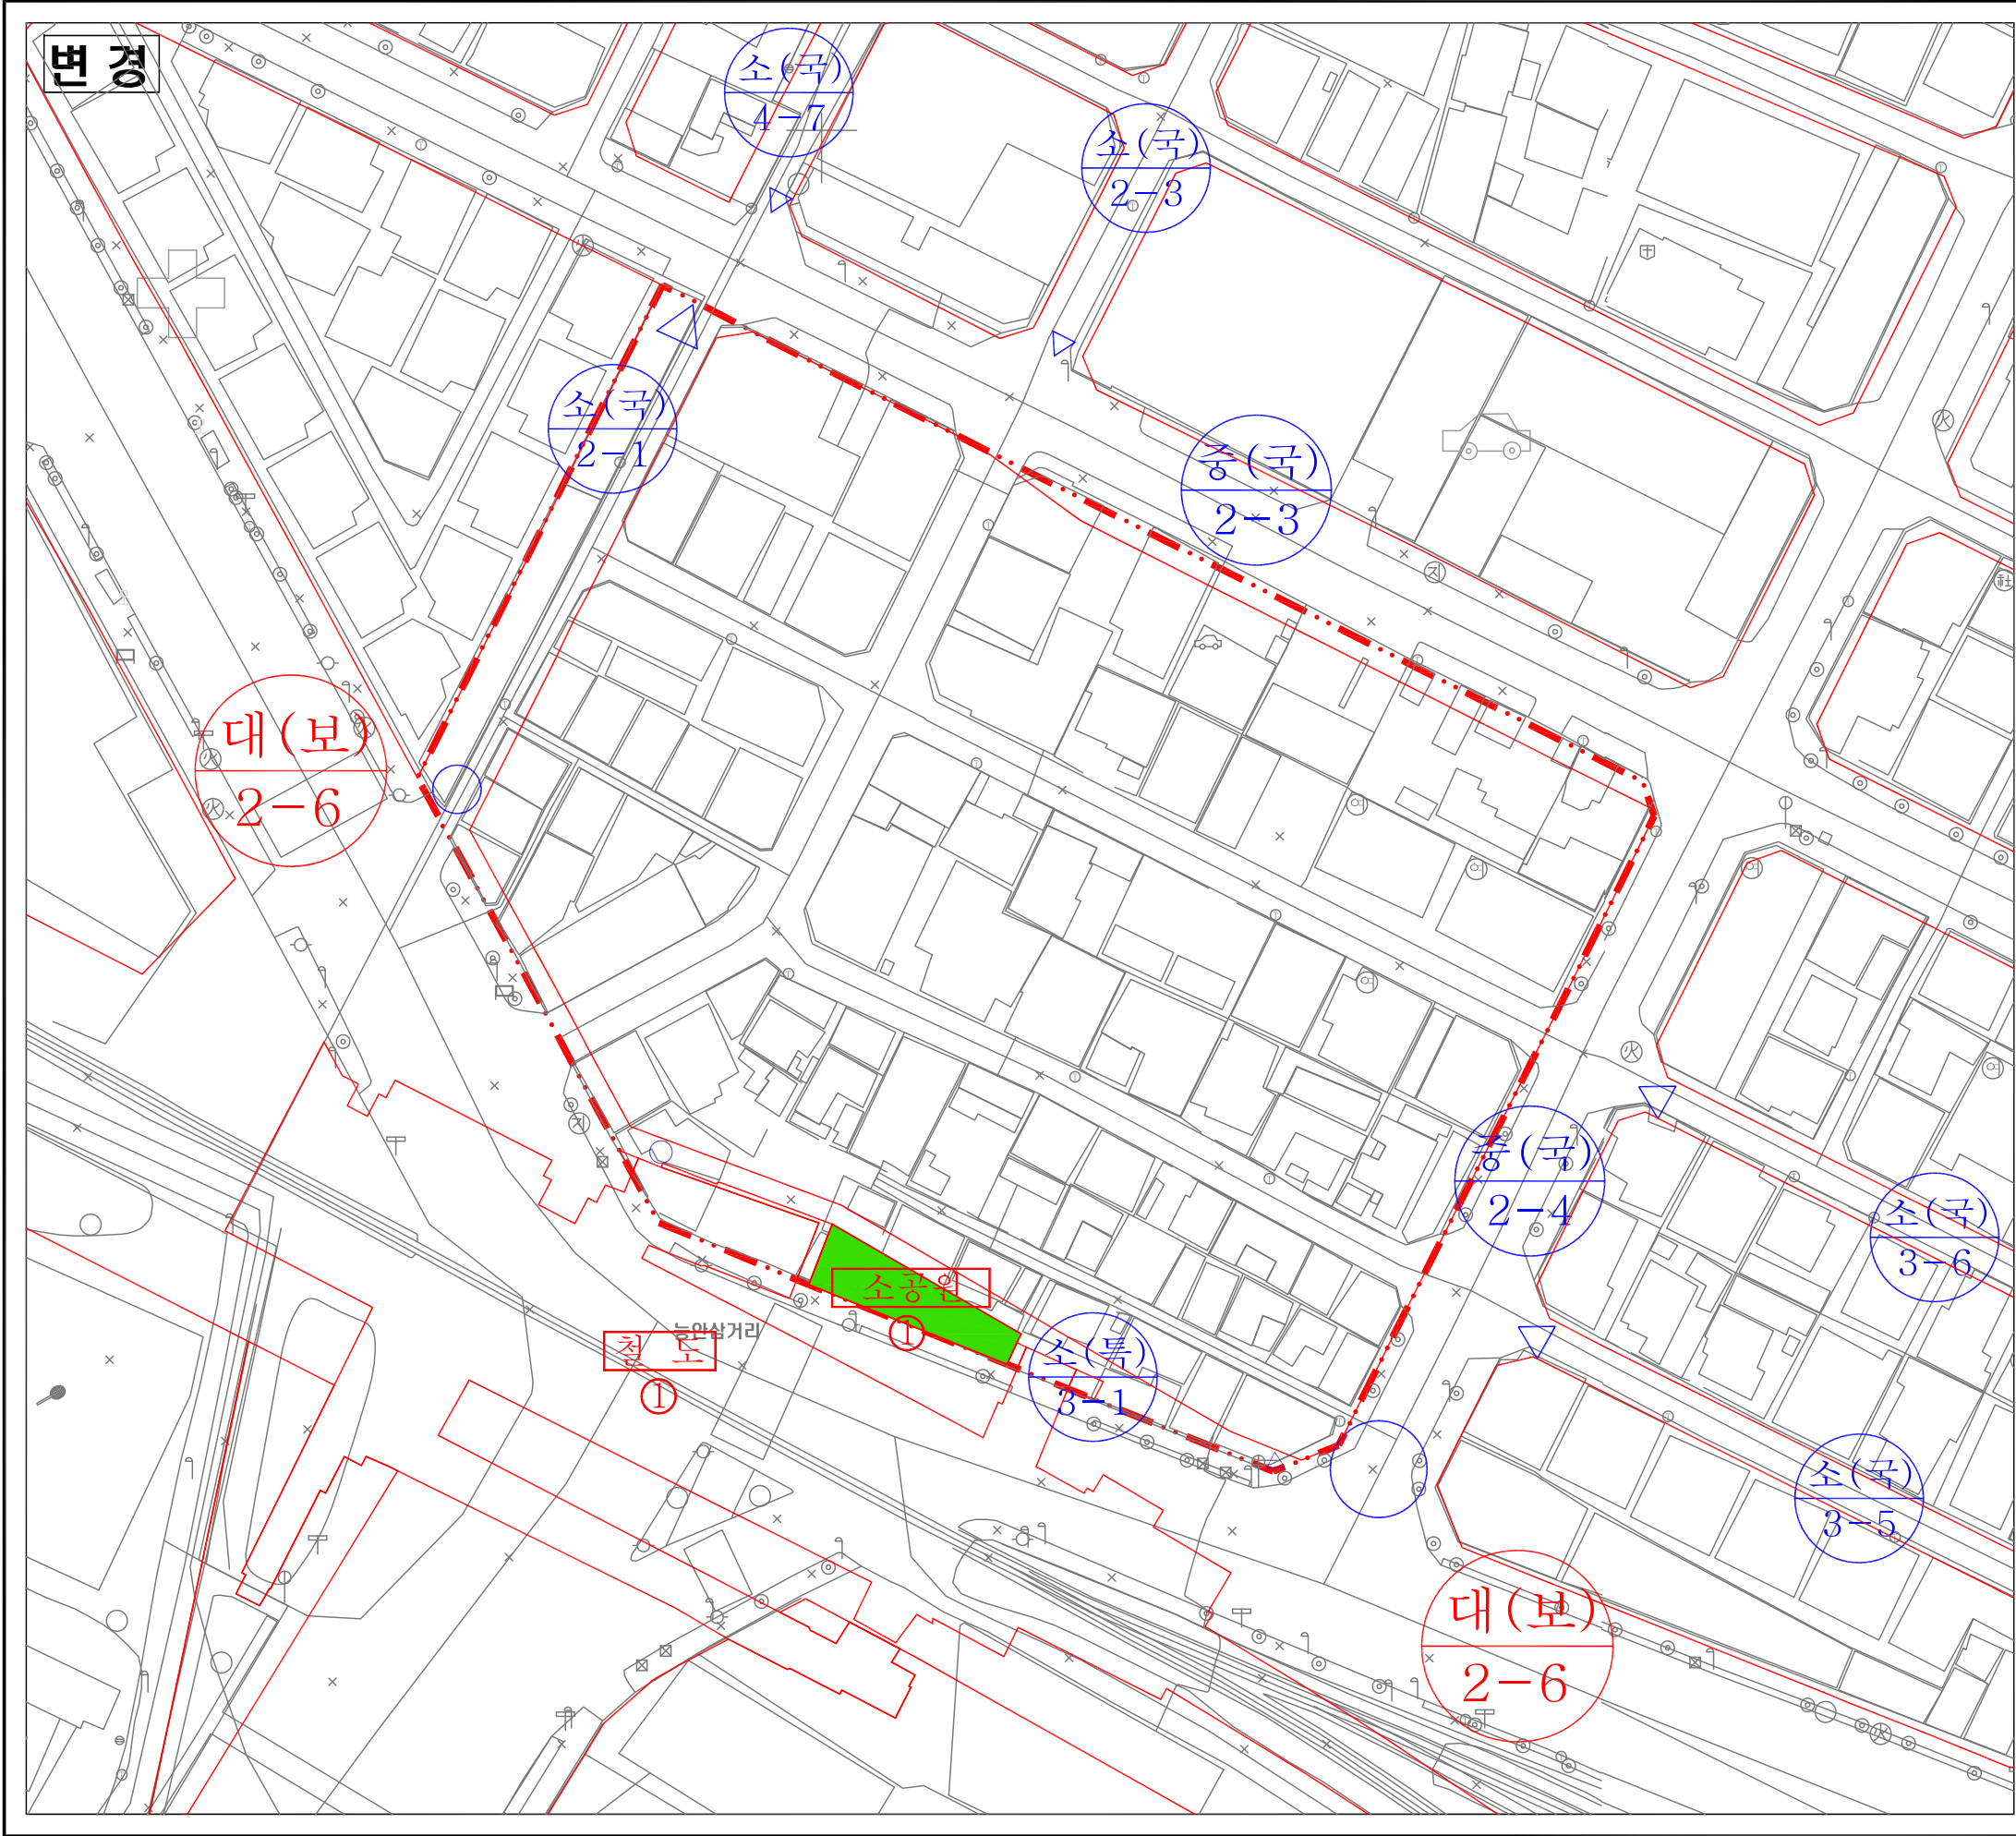 변 경
소(국)
4-7
소(국)
2-3
소(국)
2-1
중(국)
2-3
대(보)
2-6
중(국)
2-4
소(국)
3-6
소공원
①
능안삼거리
철 도
①
소(특)
3-1
소(국)
3-5
대(보)
2-6